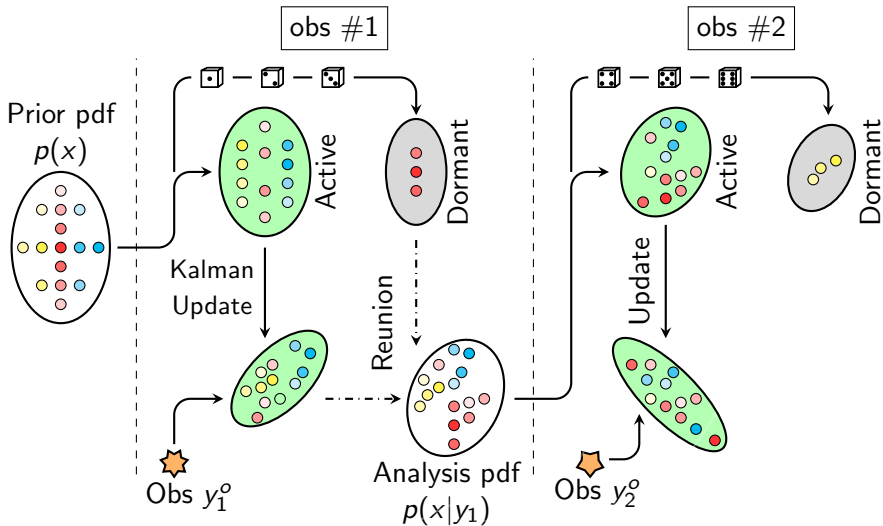 obs #1
obs #2
Prior pdf
p(x)
Active
Dormant
Kalman
Update
Reunion
Obs y₁ᵒ
Analysis pdf
p(x|y₁)
Active
Dormant
Update
Obs y₂ᵒ